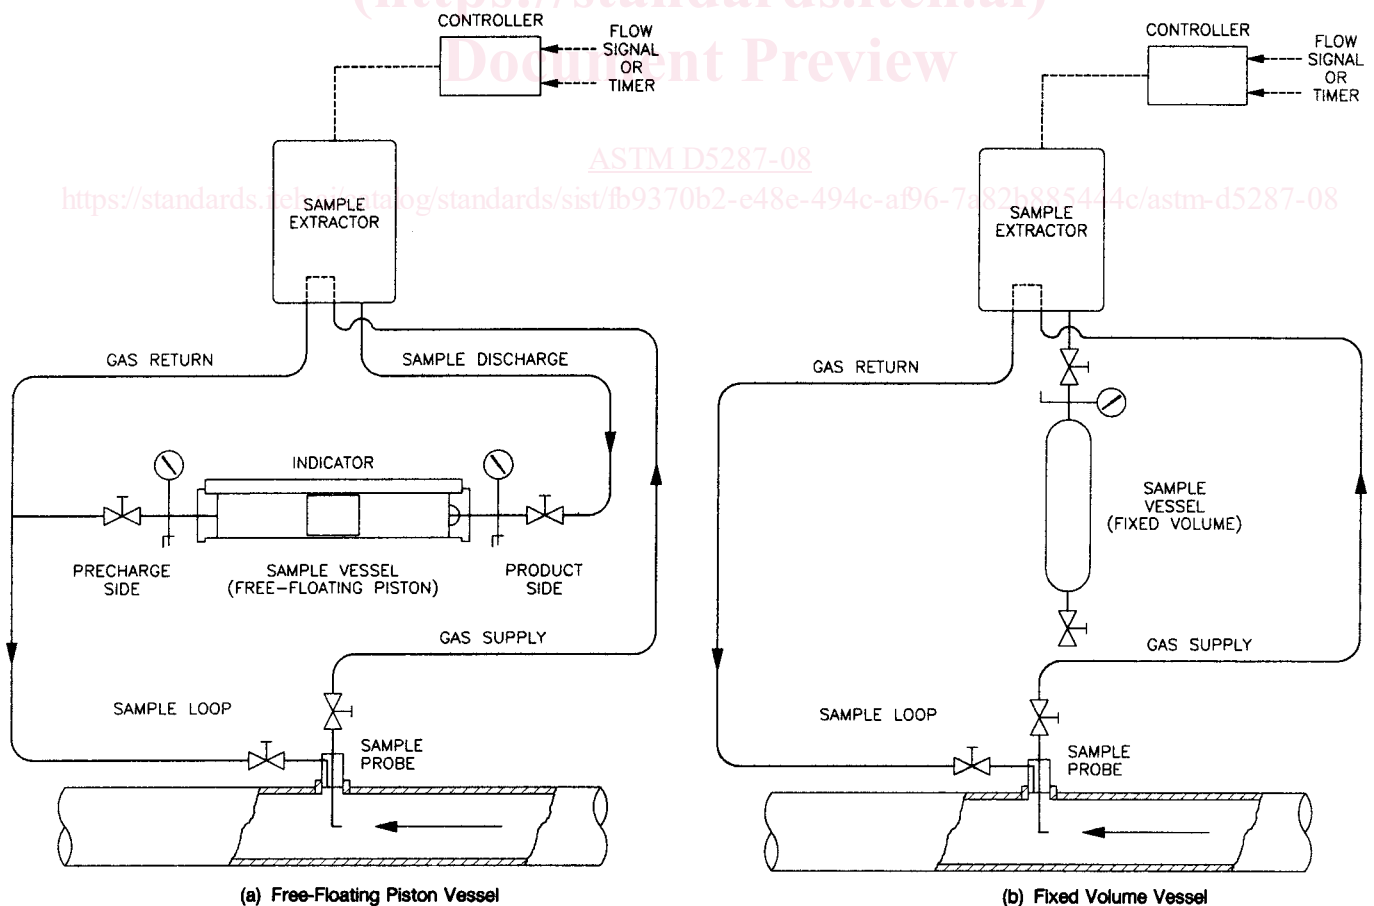 (https://standards.iteh.ai)
Document Preview
ASTM D5287-08
https://standards.iteh.ai/catalog/standards/sist/fb9370b2-e48e-494c-af96-7a82b885444c/astm-d5287-08
CONTROLLER
FLOW
SIGNAL
OR
TIMER
SAMPLE
EXTRACTOR
GAS RETURN
SAMPLE DISCHARGE
INDICATOR
PRECHARGE
SIDE
SAMPLE VESSEL
(FREE-FLOATING PISTON)
PRODUCT
SIDE
GAS SUPPLY
SAMPLE LOOP
SAMPLE
PROBE
(a) Free-Floating Piston Vessel
CONTROLLER
FLOW
SIGNAL
OR
TIMER
SAMPLE
EXTRACTOR
GAS RETURN
SAMPLE
VESSEL
(FIXED VOLUME)
GAS SUPPLY
SAMPLE LOOP
SAMPLE
PROBE
(b) Fixed Volume Vessel